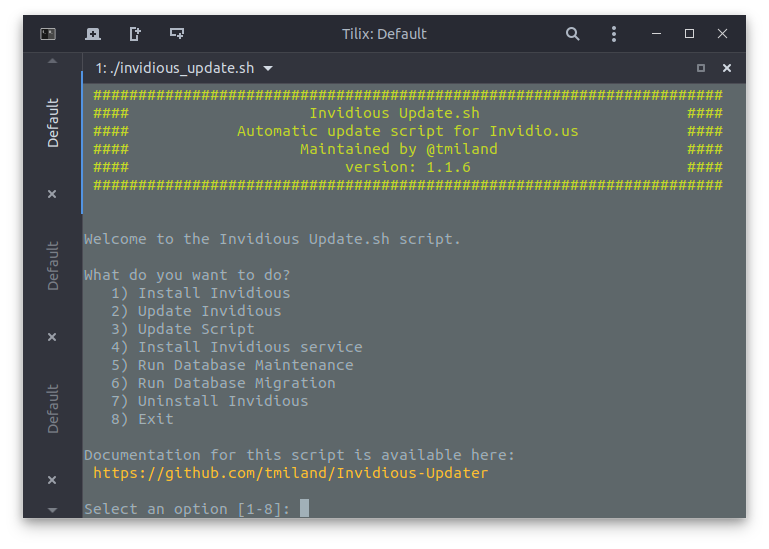 Tilix: Default
1: ./invidious_update.sh
Default
Default
Default
######################################################################
#### Invidious Update.sh ####
#### Automatic update script for Invidio.us ####
#### Maintained by @tmiland ####
#### version: 1.1.6 ####
######################################################################
Welcome to the Invidious Update.sh script.
What do you want to do?
1) Install Invidious
2) Update Invidious
3) Update Script
4) Install Invidious service
5) Run Database Maintenance
6) Run Database Migration
7) Uninstall Invidious
8) Exit
Documentation for this script is available here:
https://github.com/tmiland/Invidious-Updater
Select an option [1-8]: